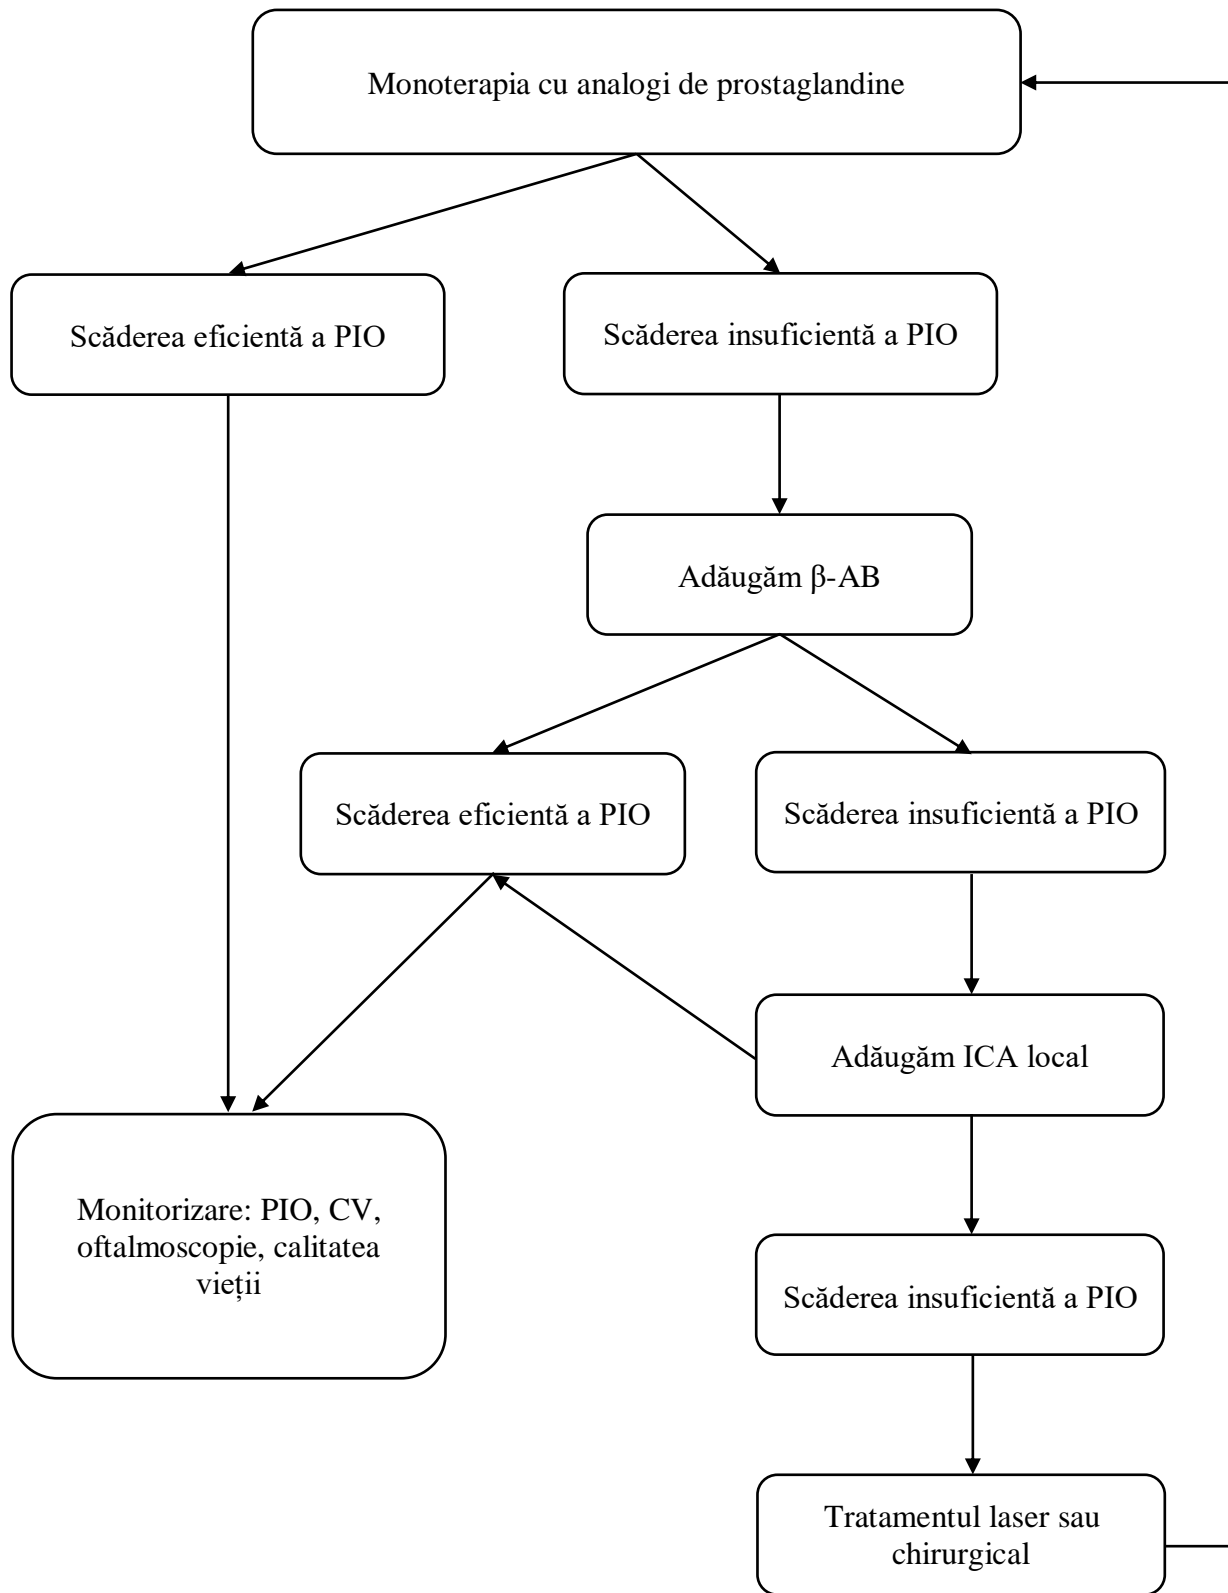 Monoterapia cu analogi de prostaglandine
Scăderea eficientă a PIO
Scăderea insuficientă a PIO
Adăugăm β-AB
Scăderea eficientă a PIO
Scăderea insuficientă a PIO
Adăugăm ICA local
Monitorizare: PIO, CV,
oftalmoscopie, calitatea
vieții
Scăderea insuficientă a PIO
Tratamentul laser sau
chirurgical